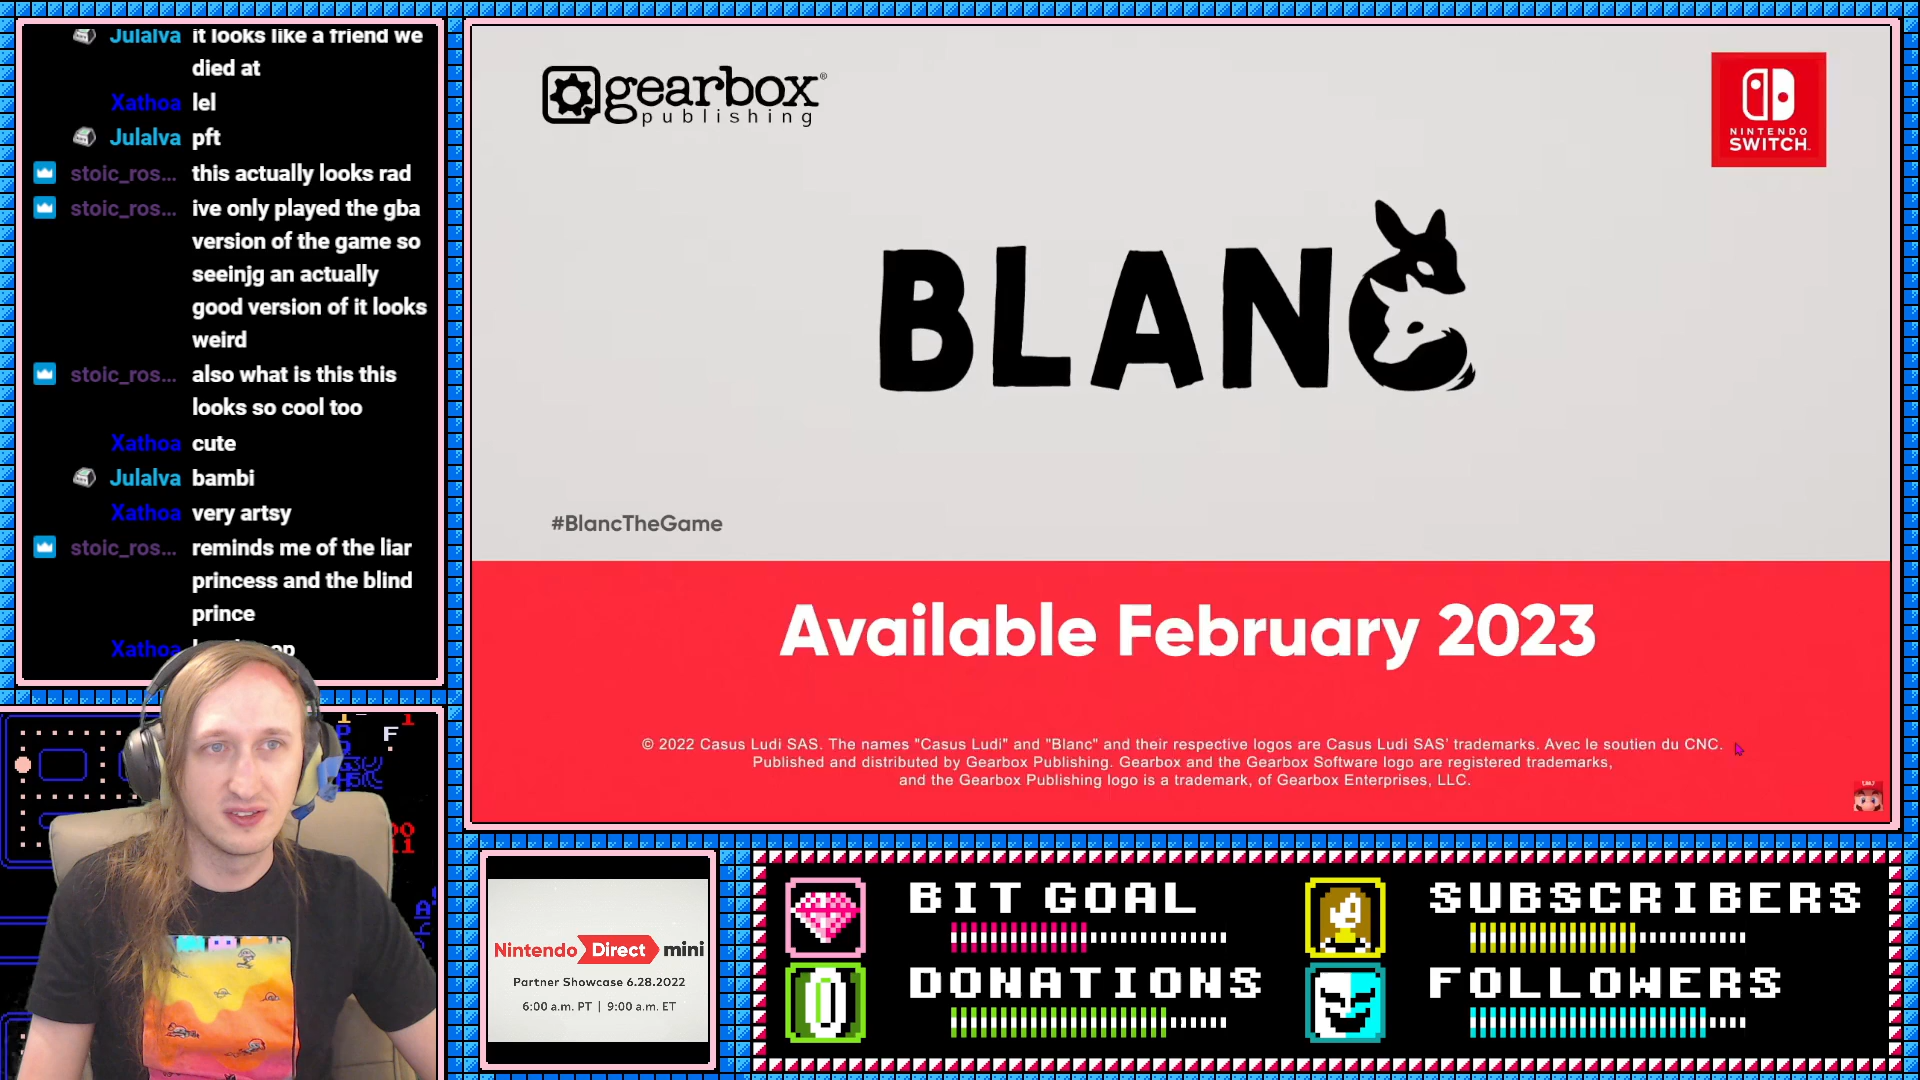 Julalva it looks like a friend we
died at
Xathoa lel
Julalva pft
stoic_ros... this actually looks rad
stoic_ros... ive only played the gba
version of the game so
seeinjg an actually
good version of it looks
weird
stoic_ros... also what is this this
looks so cool too
Xathoa cute
Julalva bambi
Xathoa very artsy
stoic_ros... reminds me of the liar
princess and the blind
prince
Xathoa
gearbox®
publishing
NINTENDO
SWITCH
BLANC
#BlancTheGame
Available February 2023
© 2022 Casus Ludi SAS. The names "Casus Ludi" and "Blanc" and their respective logos are Casus Ludi SAS' trademarks. Avec le soutien du CNC.
Published and distributed by Gearbox Publishing. Gearbox and the Gearbox Software logo are registered trademarks,
and the Gearbox Publishing logo is a trademark, of Gearbox Enterprises, LLC.
Nintendo Direct mini
Partner Showcase 6.28.2022
6:00 a.m. PT | 9:00 a.m. ET
BIT GOAL
SUBSCRIBERS
DONATIONS
FOLLOWERS